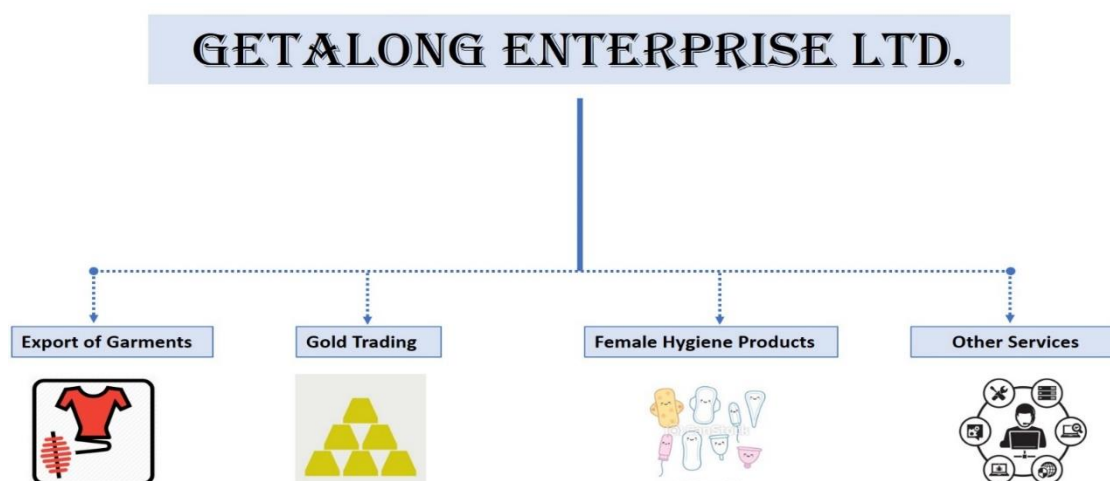 GETALONG ENTERPRISE LTD.
Export of Garments
Gold Trading
Female Hygiene Products
Other Services